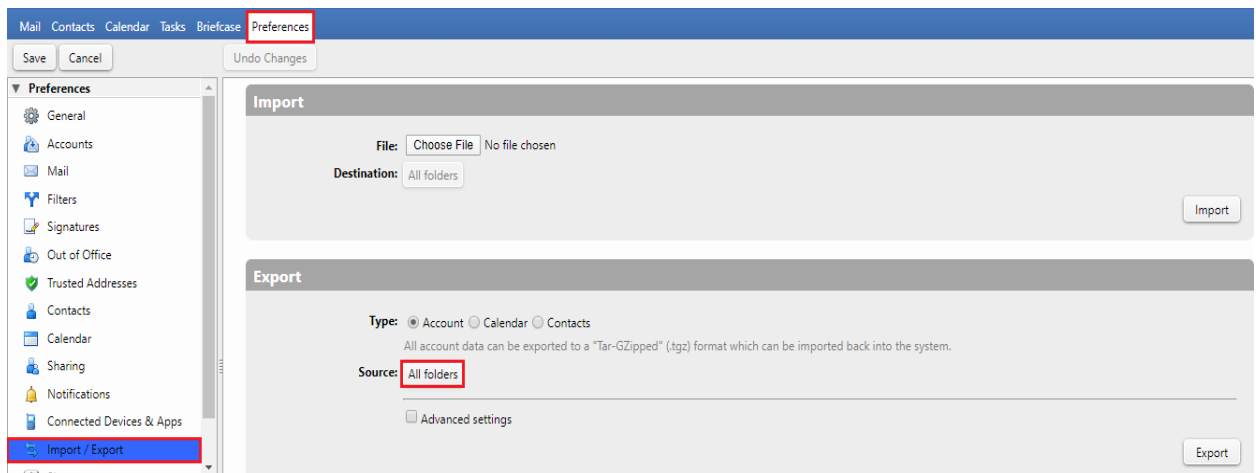 Mail Contacts Calendar Tasks Briefcase Preferences
Save Cancel Undo Changes
Preferences
General
Accounts
Mail
Filters
Signatures
Out of Office
Trusted Addresses
Contacts
Calendar
Sharing
Notifications
Connected Devices & Apps
Import / Export
Import
File: Choose File No file chosen
Destination: All folders
Import
Export
Type: Account Calendar Contacts
All account data can be exported to a "Tar-GZipped" (.tgz) format which can be imported back into the system.
Source: All folders
Advanced settings
Export